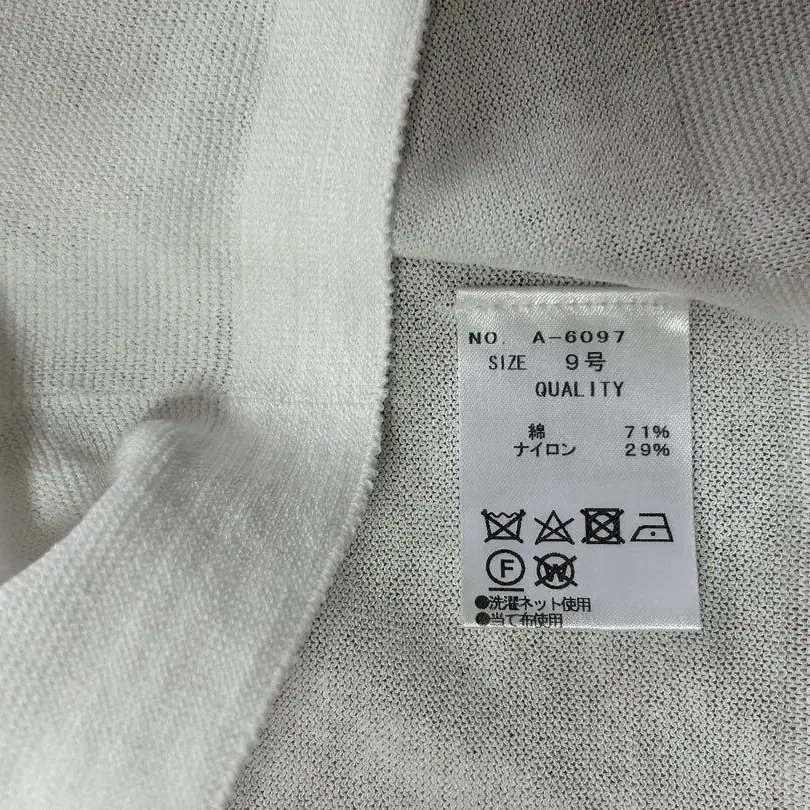 NO. A-6097
SIZE 9号
QUALITY
綿 71%
ナイロン 29%
F W
●洗濯ネット使用
●当て布使用